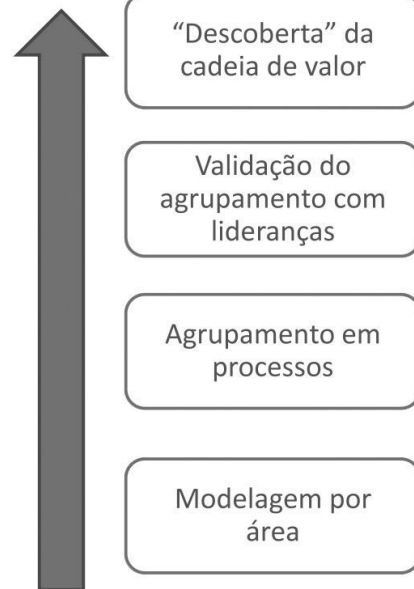 “Descoberta” da
cadeia de valor
Validação do
agrupamento com
lideranças
Agrupamento em
processos
Modelagem por
área